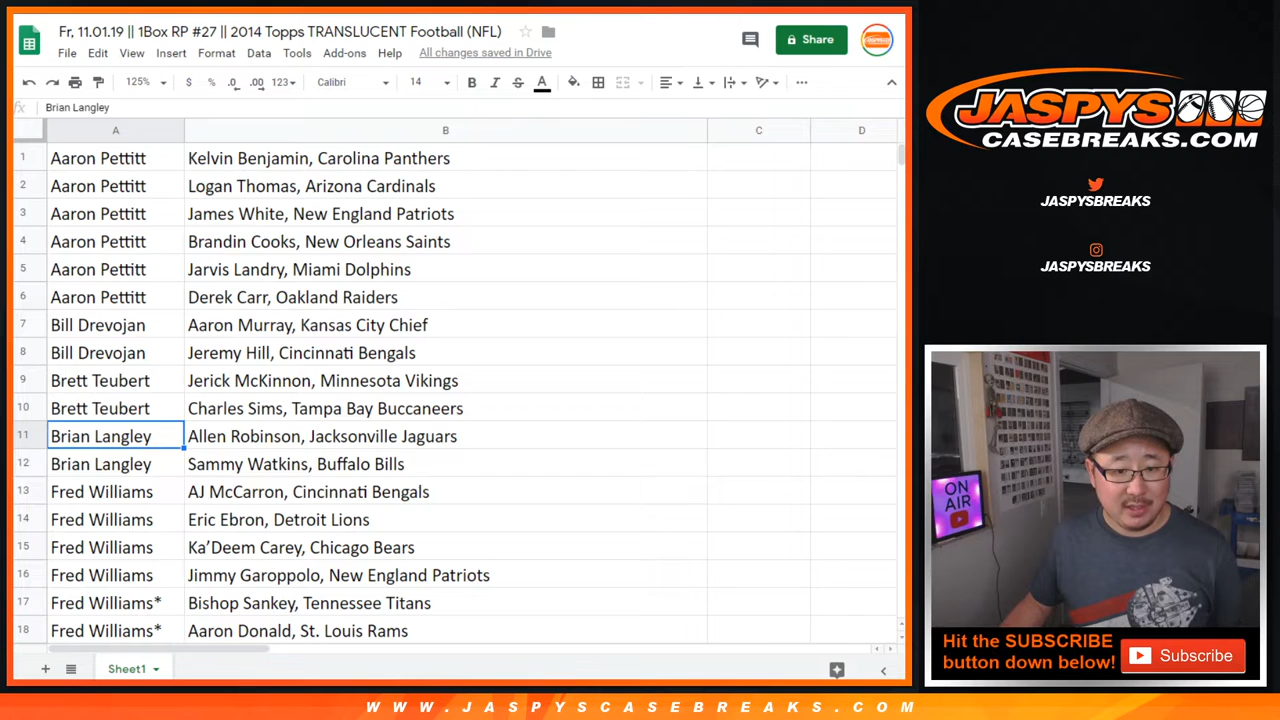 Fr, 11.01.19 || 1Box RP #27 || 2014 Topps TRANSLUCENT Football (NFL)
File Edit View Insert Format Data Tools Add-ons Help All changes saved in Drive
Share
125% $ % .0 .00 123 Calibri 14 B I S A
fx Brian Langley
A B C D
1 Aaron Pettitt Kelvin Benjamin, Carolina Panthers
2 Aaron Pettitt Logan Thomas, Arizona Cardinals
3 Aaron Pettitt James White, New England Patriots
4 Aaron Pettitt Brandin Cooks, New Orleans Saints
5 Aaron Pettitt Jarvis Landry, Miami Dolphins
6 Aaron Pettitt Derek Carr, Oakland Raiders
7 Bill Drevojan Aaron Murray, Kansas City Chief
8 Bill Drevojan Jeremy Hill, Cincinnati Bengals
9 Brett Teubert Jerick McKinnon, Minnesota Vikings
10 Brett Teubert Charles Sims, Tampa Bay Buccaneers
11 Brian Langley Allen Robinson, Jacksonville Jaguars
12 Brian Langley Sammy Watkins, Buffalo Bills
13 Fred Williams AJ McCarron, Cincinnati Bengals
14 Fred Williams Eric Ebron, Detroit Lions
15 Fred Williams Ka’Deem Carey, Chicago Bears
16 Fred Williams Jimmy Garoppolo, New England Patriots
17 Fred Williams* Bishop Sankey, Tennessee Titans
18 Fred Williams* Aaron Donald, St. Louis Rams
Sheet1
JASPYS
CASEBREAKS.COM
JASPYSBREAKS
JASPYSBREAKS
ON
AIR
Hit the SUBSCRIBE
button down below!
Subscribe
WWW.JASPYSCASEBREAKS.COM